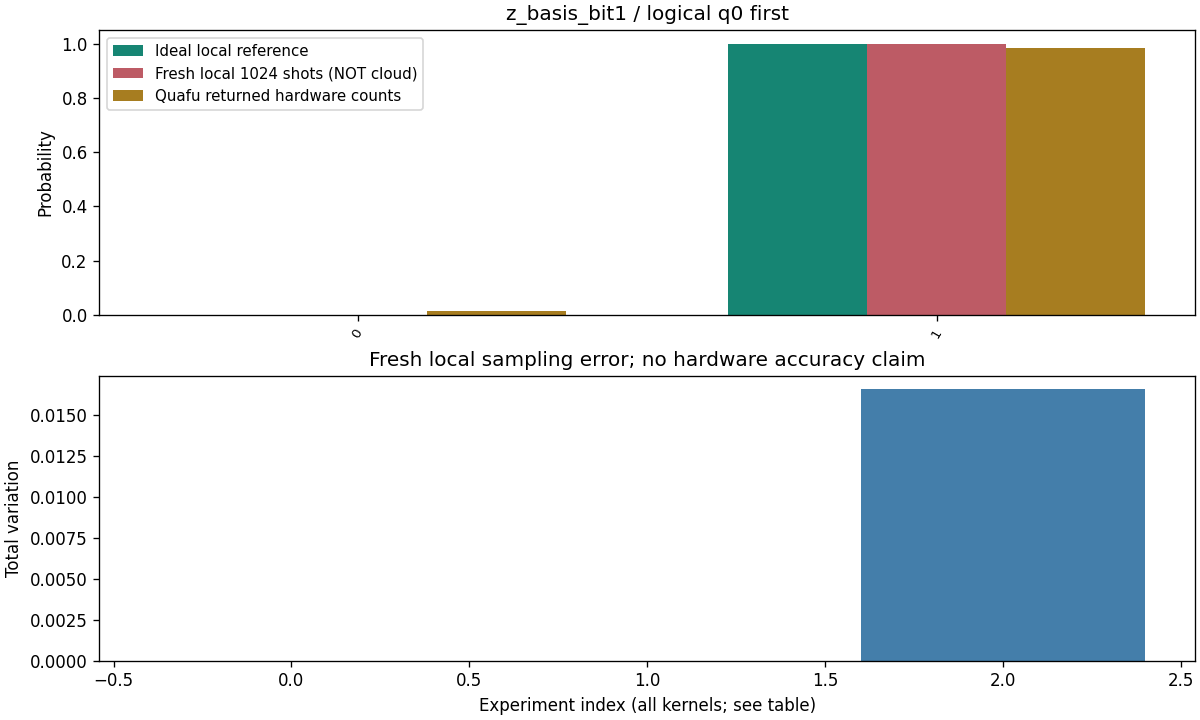 z_basis_bit1 / logical q0 first
Ideal local reference
Fresh local 1024 shots (NOT cloud)
Quafu returned hardware counts
Probability
1.0
0.8
0.6
0.4
0.2
0.0
0
1
Fresh local sampling error; no hardware accuracy claim
Total variation
0.0150
0.0125
0.0100
0.0075
0.0050
0.0025
0.0000
−0.5
0.0
0.5
1.0
1.5
2.0
2.5
Experiment index (all kernels; see table)